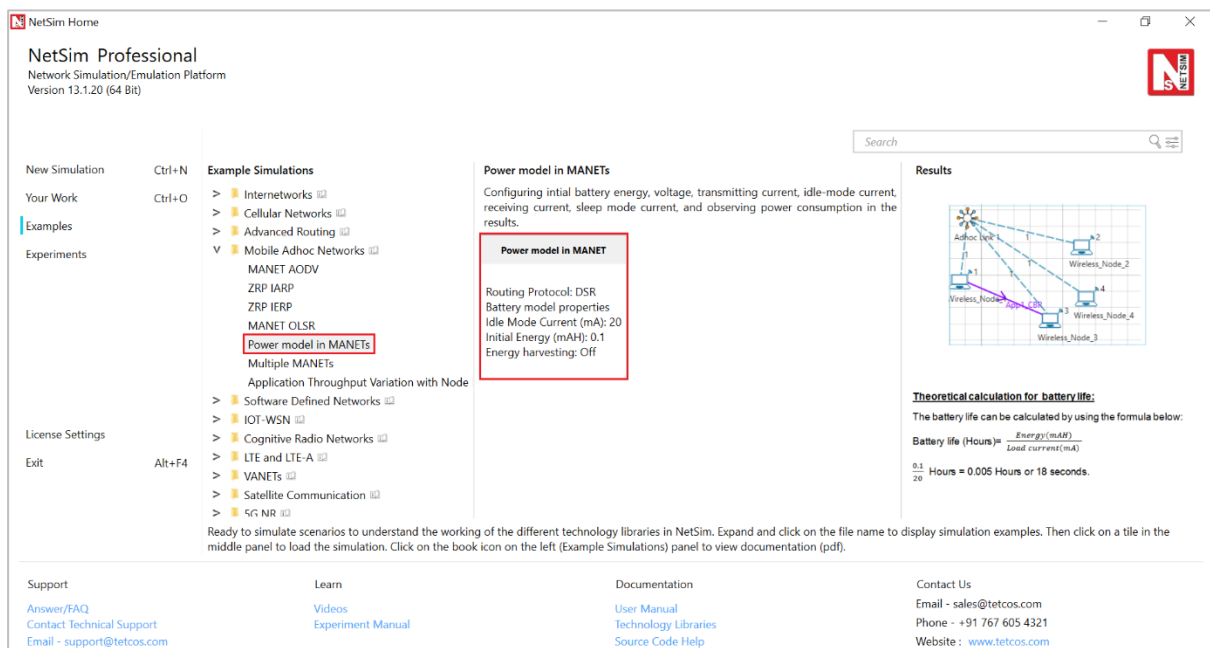 NetSim Home
NetSim Professional
Network Simulation/Emulation Platform
Version 13.1.20 (64 Bit)
NETSIM
Search
New Simulation Ctrl+N
Your Work Ctrl+O
Examples
Experiments
License Settings
Exit Alt+F4
Example Simulations
> Internetworks
> Cellular Networks
> Advanced Routing
V Mobile Adhoc Networks
MANET AODV
ZRP IARP
ZRP IERP
MANET OLSR
Power model in MANETs
Multiple MANETs
Application Throughput Variation with Node
> Software Defined Networks
> IOT-WSN
> Cognitive Radio Networks
> LTE and LTE-A
> VANETs
> Satellite Communication
> 5G NR
Power model in MANETs
Configuring intial battery energy, voltage, transmitting current, idle-mode current,
receiving current, sleep mode current, and observing power consumption in the
results.
Power model in MANET
Routing Protocol: DSR
Battery model properties
Idle Mode Current (mA): 20
Initial Energy (mAH): 0.1
Energy harvesting: Off
Results
Adhoc Link 1
1
2
Wireless_Node_2
1
1
1
1
4
App1_CBR
3
Wireless_Node_4
Wireless_Node_3
Theoretical calculation for battery life:
The battery life can be calculated by using the formula below:
Battery life (Hours)= Energy(mAH) / Load current(mA)
0.1/20 Hours = 0.005 Hours or 18 seconds.
Ready to simulate scenarios to understand the working of the different technology libraries in NetSim. Expand and click on the file name to display simulation examples. Then click on a tile in the
middle panel to load the simulation. Click on the book icon on the left (Example Simulations) panel to view documentation (pdf).
Support
Answer/FAQ
Contact Technical Support
Email - support@tetcos.com
Learn
Videos
Experiment Manual
Documentation
User Manual
Technology Libraries
Source Code Help
Contact Us
Email - sales@tetcos.com
Phone - +91 767 605 4321
Website : www.tetcos.com